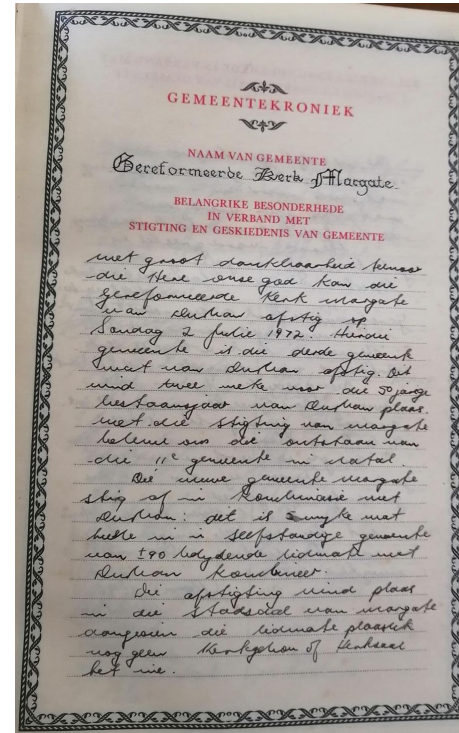 GEMEENTEKRONIEK
NAAM VAN GEMEENTE
Gereformeerde Kerk Margate.
BELANGRIKE BESONDERHEDE
IN VERBAND MET
STIGTING EN GESKIEDENIS VAN GEMEENTE
met groot dankbaarheid teenoor
die Here onse god kan die
Gereformeerde Kerk Margate
van Durban afstig op
Sondag 2 Julie 1972. Hierdie
gemeente is die derde gemeente
wat van Durban afstig. Dit
vind twee weke voor die 50 jarige
bestaansjaar van Durban plaas.
Met die stigting van Margate
beleef ons die ontstaan van
die 11e gemeente in Natal.
Die nuwe gemeente Margate
stig af in kombinasie met
Durban: dit is wat
in selfstandige gemeente
van ±90 belydende lidmate met
Durban kombineer.
Die afstigting vind plaas
in die stadsaal van Margate
aangesien die lidmate plaaslik
nog geen Kerkgebou of Kerksaal
het nie.